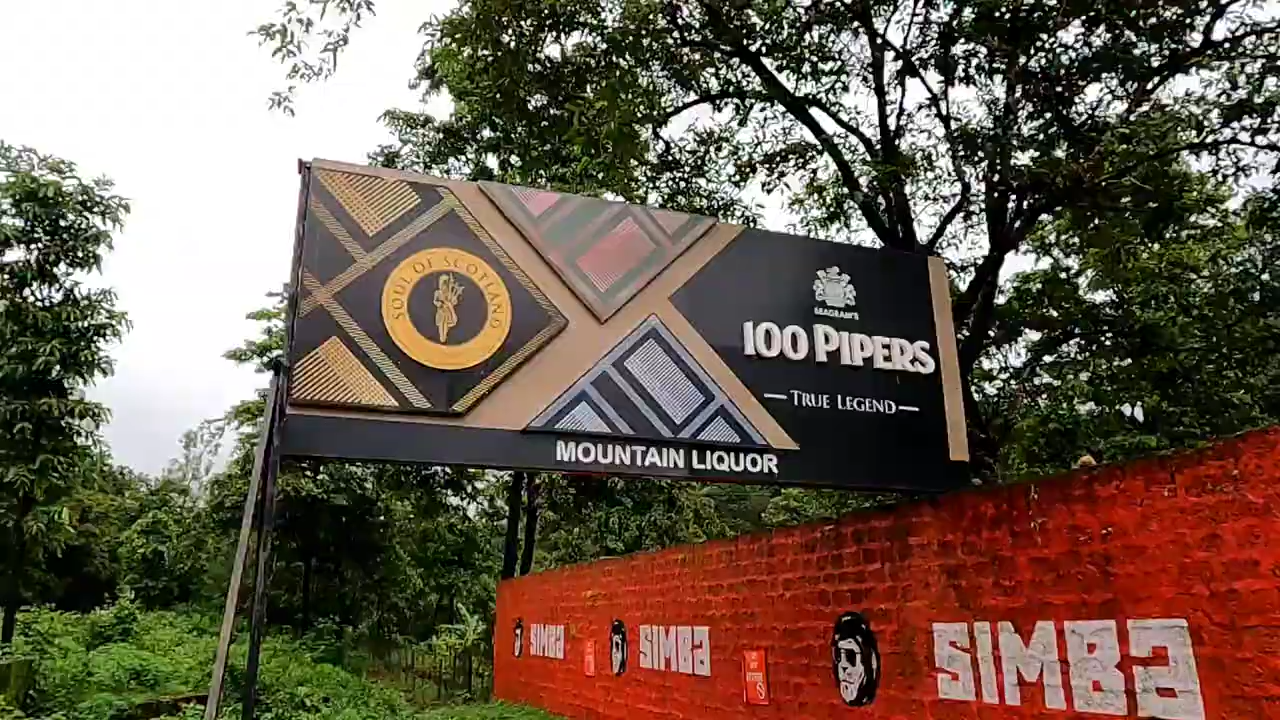 SOUL OF SCOTLAND
SEAGRAM'S
100 PIPERS
TRUE LEGEND
MOUNTAIN LIQUOR
SIMBA
SIMBA
SIMBA